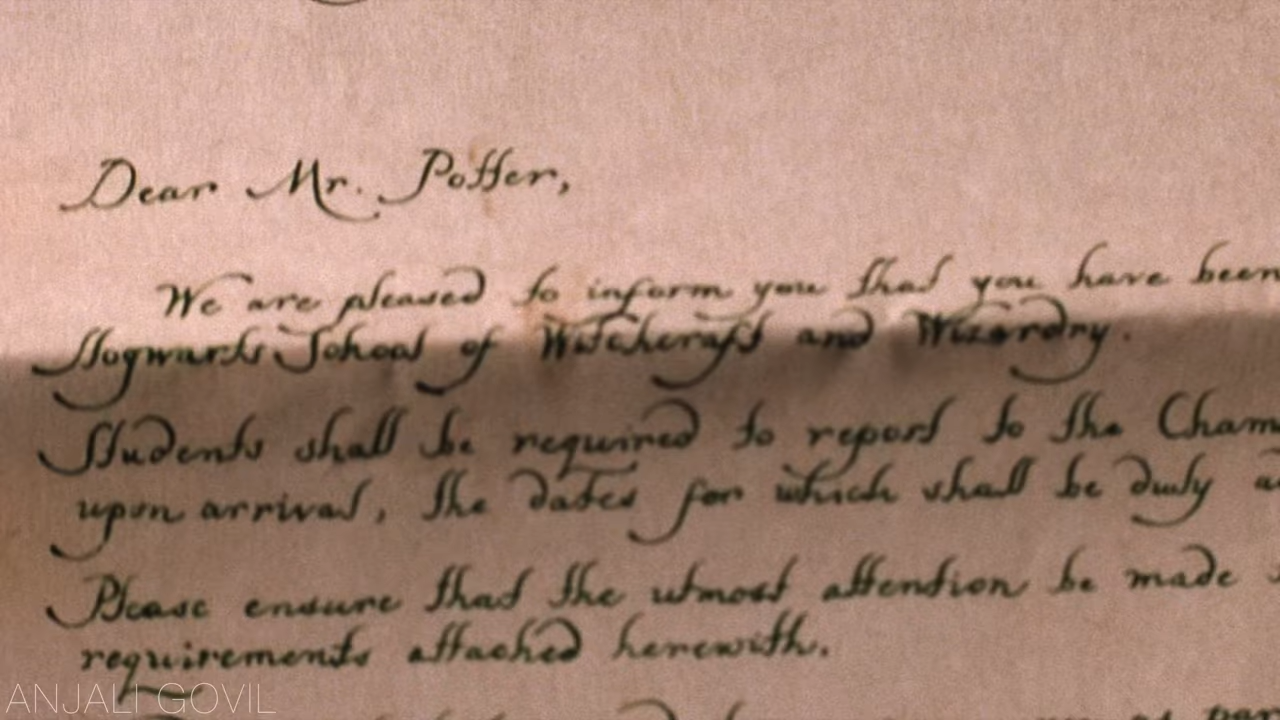 Dear Mr. Potter,
We are pleased to inform you that you have been
Hogwarts School of Witchcraft and Wizardry.
Students shall be required to report to the Cham
upon arrival, the dates for which shall be duly
Please ensure that the utmost attention be made
requirements attached herewith.
ANJALI GOVIL